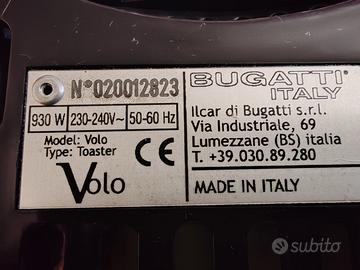 N°020012823
930 W 230-240V~ 50-60 Hz
Model: Volo
Type: Toaster
CE
Volo
BUGATTI
ITALY
Ilcar di Bugatti s.r.l.
Via Industriale, 69
Lumezzane (BS) italia
T. +39.030.89.280
MADE IN ITALY
subito